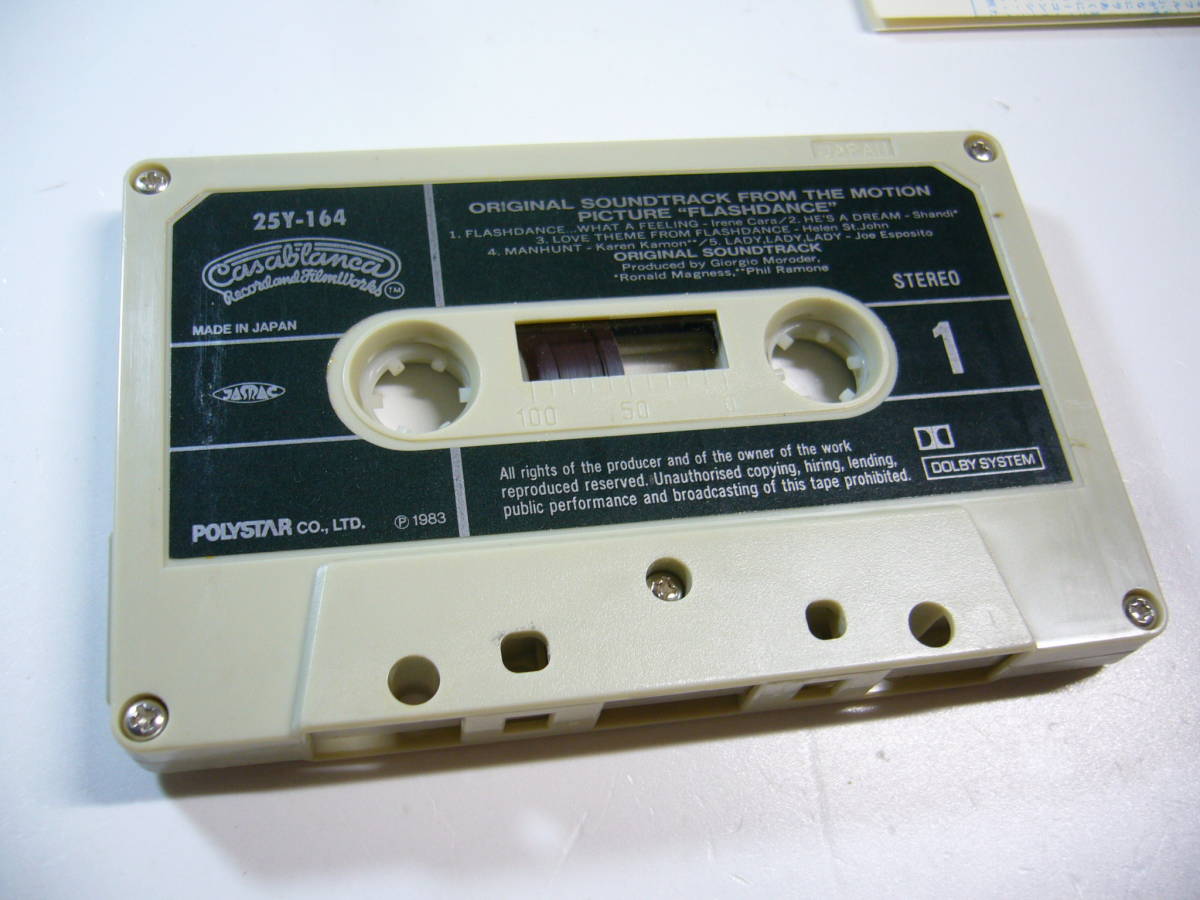 JAPAN
25Y-164
Casablanca
Record and FilmWorks TM
MADE IN JAPAN
JASRAC
POLYSTAR CO., LTD. Ⓟ 1983
ORIGINAL SOUNDTRACK FROM THE MOTION
PICTURE "FLASHDANCE"
1. FLASHDANCE...WHAT A FEELING - Irene Cara/2. HE'S A DREAM - Shandi*
3. LOVE THEME FROM FLASHDANCE - Helen St.John
4. MANHUNT - Karen Kamon**/5. LADY,LADY,LADY - Joe Esposito
ORIGINAL SOUNDTRACK
Produced by Giorgio Moroder,
*Ronald Magness,**Phil Ramone
STEREO
1
100 50 0
All rights of the producer and of the owner of the work
reproduced reserved. Unauthorised copying, hiring, lending,
public performance and broadcasting of this tape prohibited.
DOLBY SYSTEM